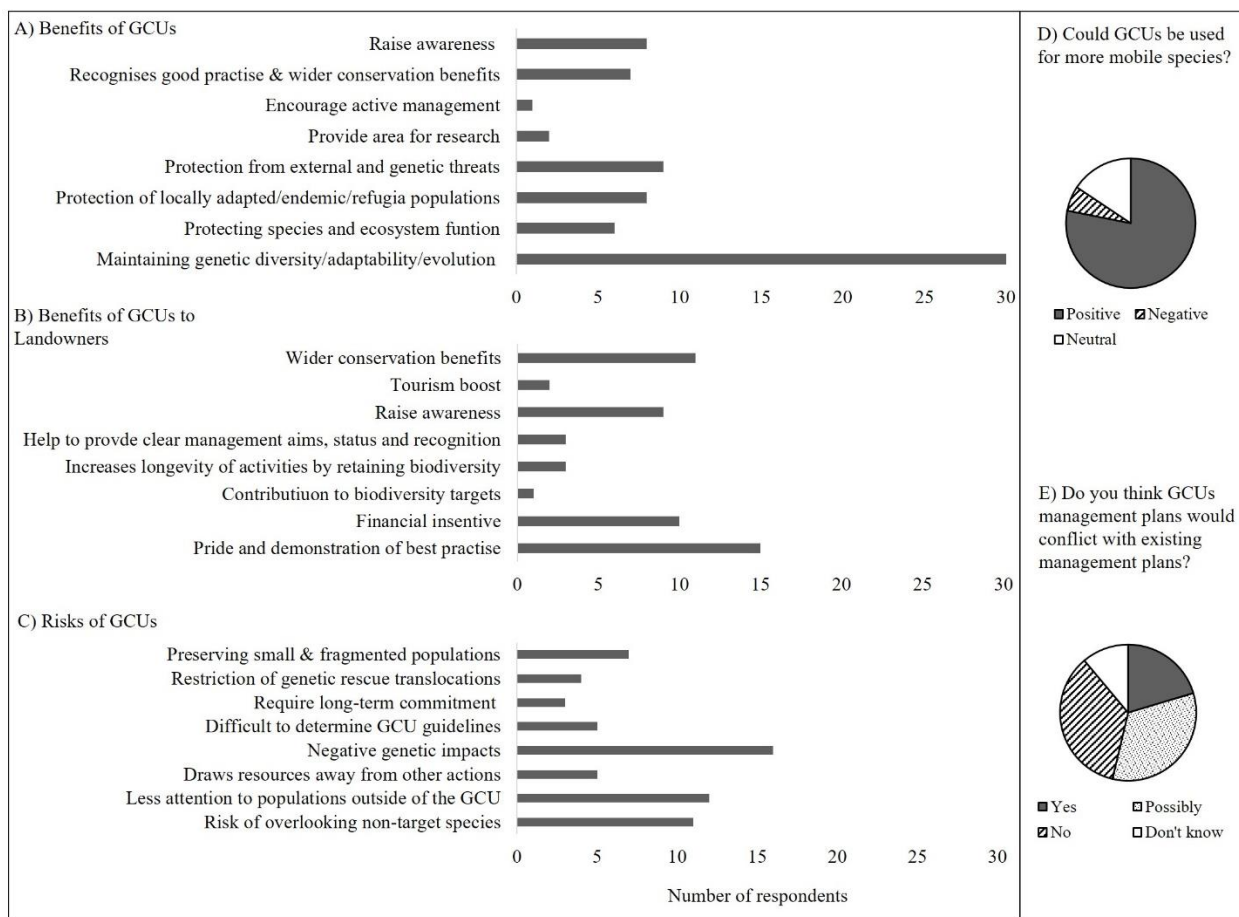 A) Benefits of GCUs
Raise awareness
Recognises good practise & wider conservation benefits
Encourage active management
Provide area for research
Protection from external and genetic threats
Protection of locally adapted/endemic/refugia populations
Protecting species and ecosystem funtion
Maintaining genetic diversity/adaptability/evolution
0 5 10 15 20 25 30
B) Benefits of GCUs to
Landowners
Wider conservation benefits
Tourism boost
Raise awareness
Help to provde clear management aims, status and recognition
Increases longevity of activities by retaining biodiversity
Contributiuon to biodiversity targets
Financial insentive
Pride and demonstration of best practise
0 5 10 15 20 25 30
C) Risks of GCUs
Preserving small & fragmented populations
Restriction of genetic rescue translocations
Require long-term commitment
Difficult to determine GCU guidelines
Negative genetic impacts
Draws resources away from other actions
Less attention to populations outside of the GCU
Risk of overlooking non-target species
0 5 10 15 20 25 30
Number of respondents
D) Could GCUs be used
for more mobile species?
Positive Negative
Neutral
E) Do you think GCUs
management plans would
conflict with existing
management plans?
Yes Possibly
No Don't know